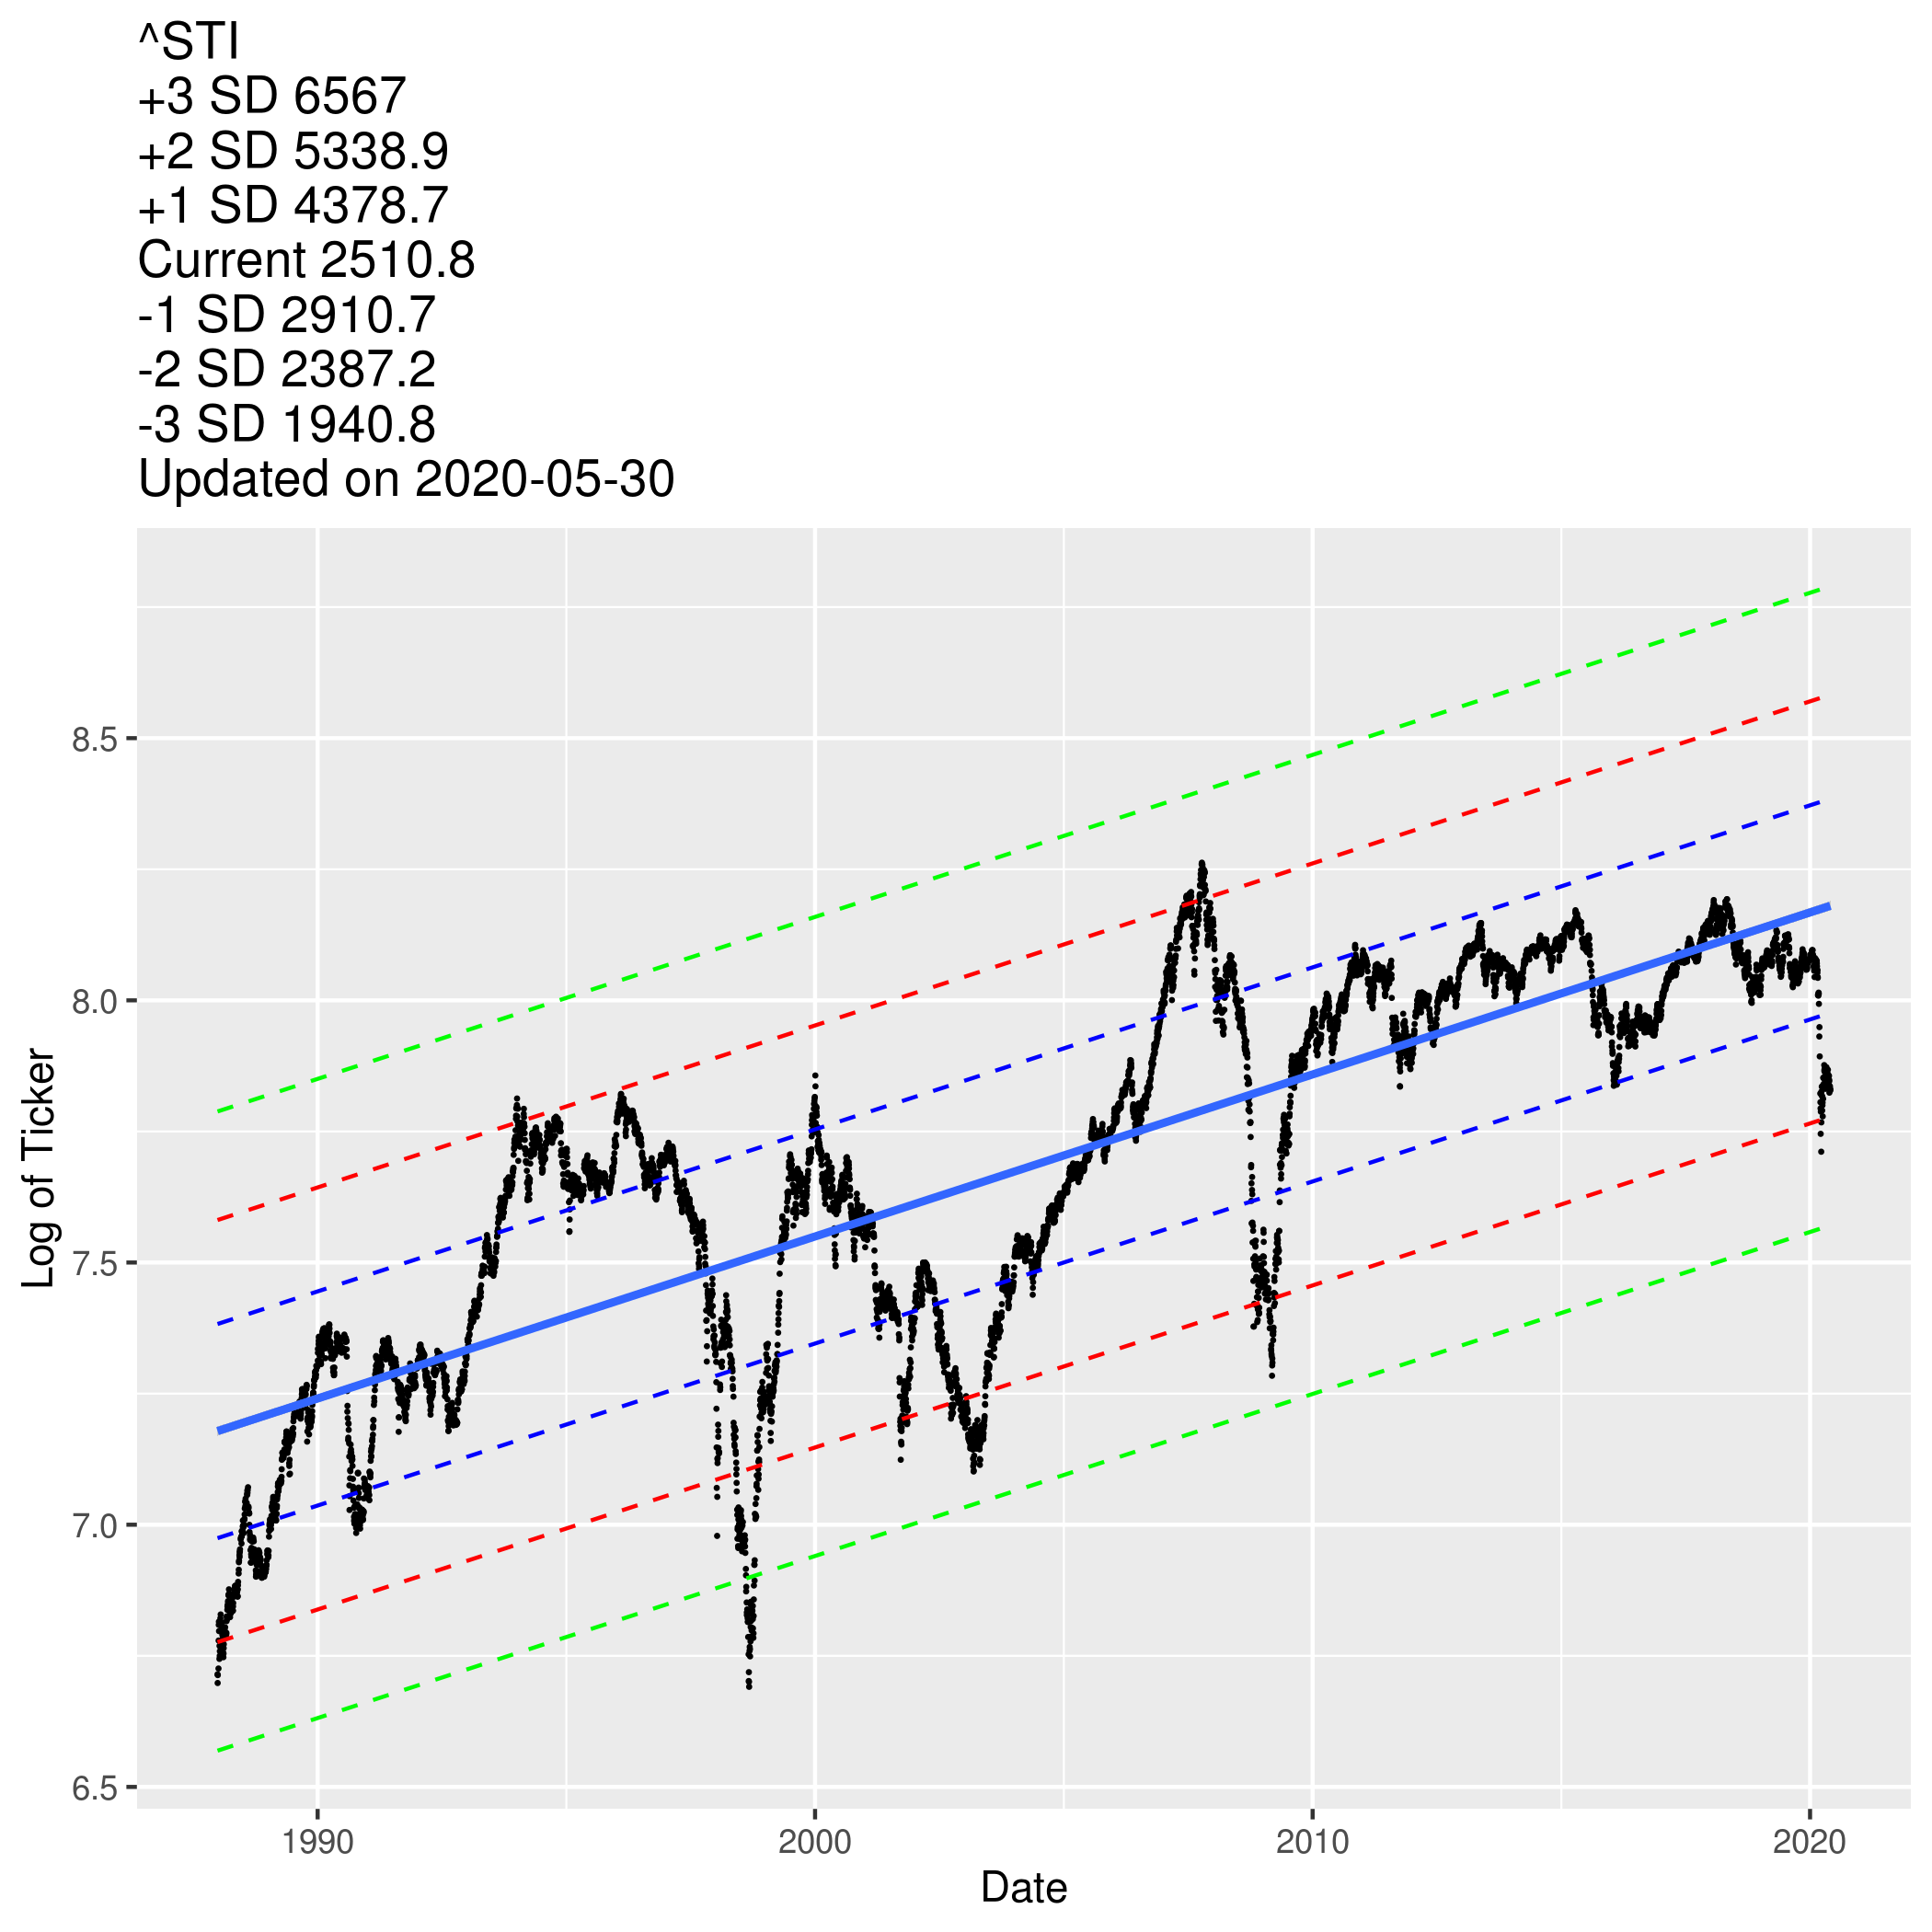 ^STI
+3 SD 6567
+2 SD 5338.9
+1 SD 4378.7
Current 2510.8
-1 SD 2910.7
-2 SD 2387.2
-3 SD 1940.8
Updated on 2020-05-30
8.5
8.0
7.5
7.0
6.5
Log of Ticker
1990
2000
2010
2020
Date